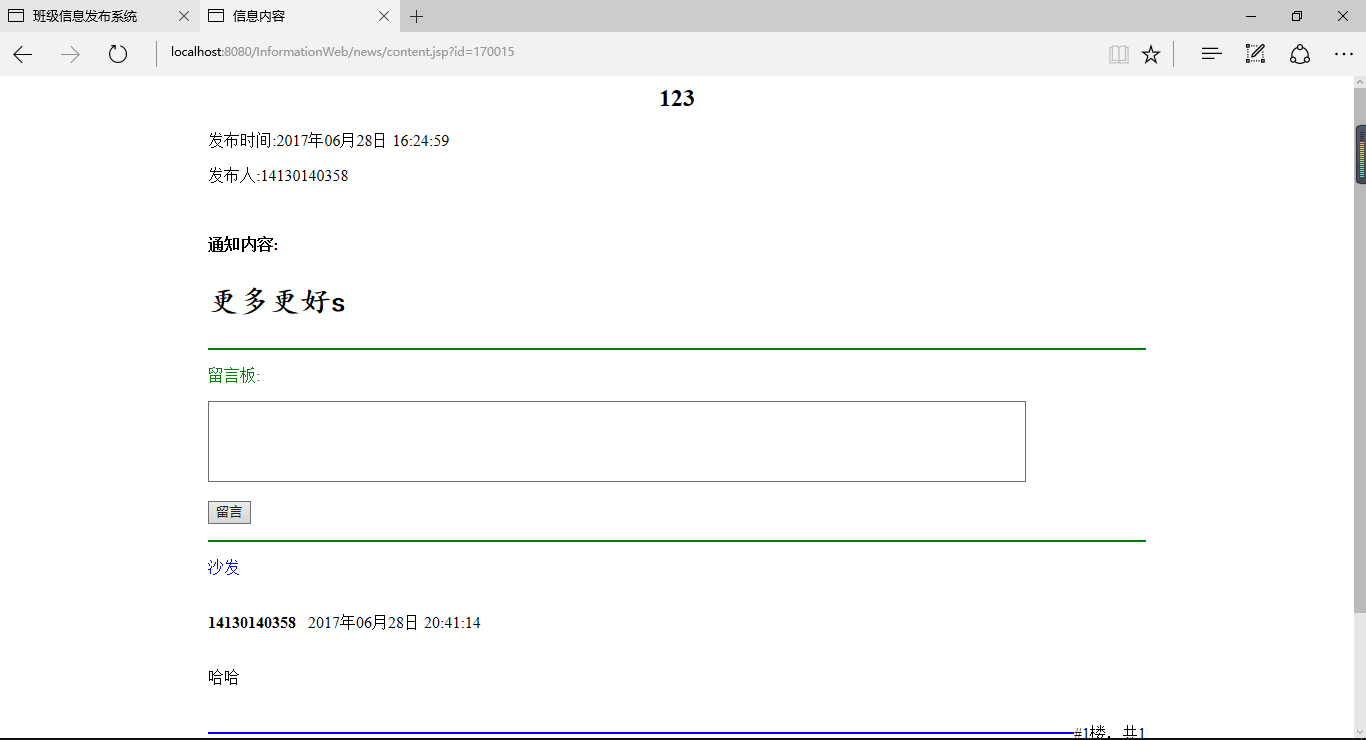 班级信息发布系统
信息内容
localhost:8080/InformationWeb/news/content.jsp?id=170015
123
发布时间:2017年06月28日 16:24:59
发布人:14130140358
通知内容:
更多更好s
留言板:
留言
沙发
14130140358 2017年06月28日 20:41:14
哈哈
#1楼，共1